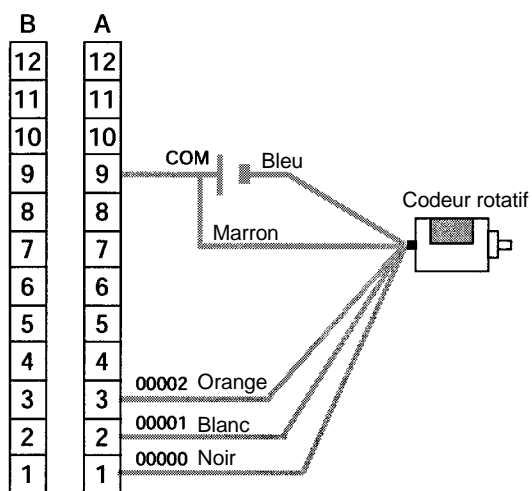 B A
12 12
11 11
10 10
9 9 COM Bleu
Codeur rotatif
8 8
7 7 Marron
6 6
5 5
4 4
3 3 00002 Orange
2 2 00001 Blanc
1 1 00000 Noir